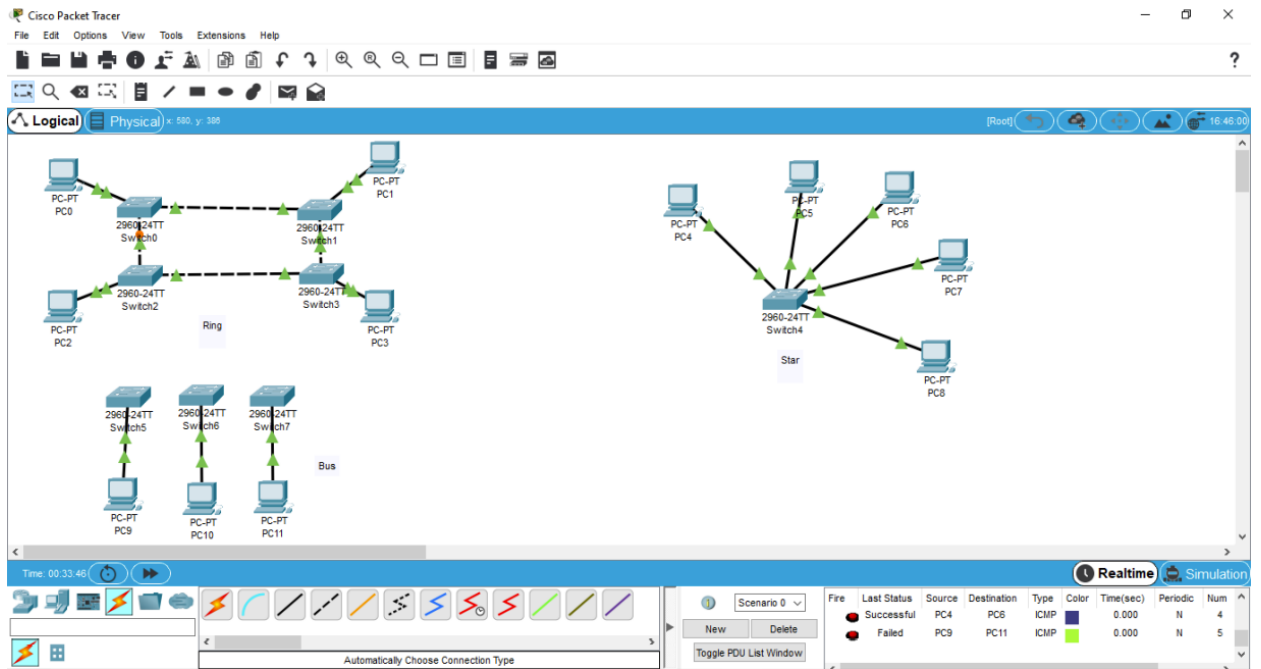 Cisco Packet Tracer
File Edit Options View Tools Extensions Help
?
Logical Physical x: 580, y: 386 [Root] 16:46:00
PC-PT
PC0
PC-PT
PC1
2960-24TT
Switch0
2960-24TT
Switch1
2960-24TT
Switch2
2960-24TT
Switch3
PC-PT
PC2
Ring
PC-PT
PC3
PC-PT
PC4
PC-PT
PC5
PC-PT
PC6
PC-PT
PC7
2960-24TT
Switch4
Star
PC-PT
PC8
2960-24TT
Switch5
2960-24TT
Switch6
2960-24TT
Switch7
Bus
PC-PT
PC9
PC-PT
PC10
PC-PT
PC11
Time: 00:33:46 Realtime Simulation
Scenario 0
New Delete
Toggle PDU List Window
Fire Last Status Source Destination Type Color Time(sec) Periodic Num
Successful PC4 PC6 ICMP 0.000 N 4
Failed PC9 PC11 ICMP 0.000 N 5
Automatically Choose Connection Type